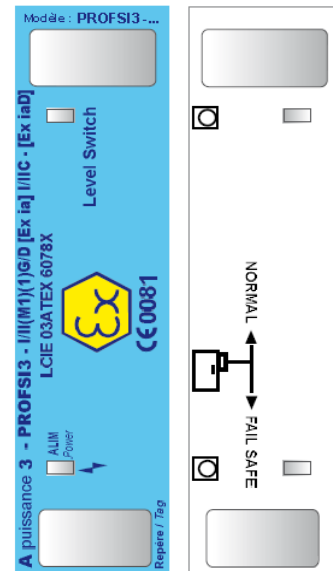 Modèle : PROFSI3 -...
A puissance 3 - PROFSI3 - I/II(M1)(1)G/D [Ex ia] I/IIC - [Ex iaD]
LCIE 03ATEX 6078X
Level Switch
Ex
CE 0081
ALIM
Power
Repère / Tag
NORMAL
FAIL SAFE